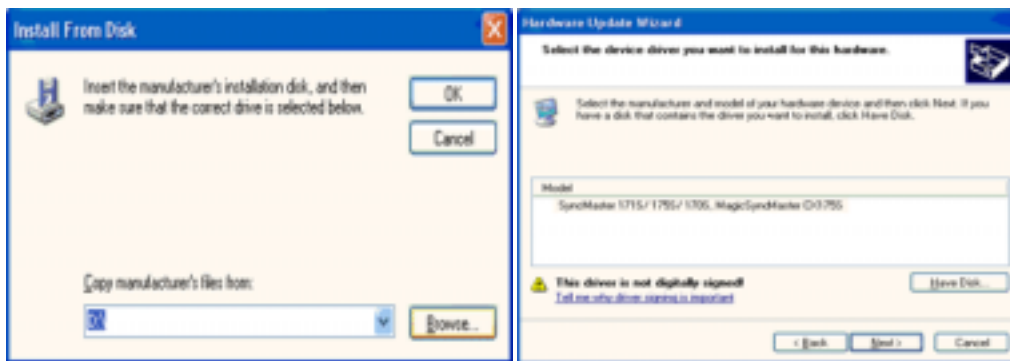 Install From Disk
Insert the manufacturer's installation disk, and then
make sure that the correct drive is selected below.
OK
Cancel
Copy manufacturer's files from:
Browse...
Hardware Update Wizard
Select the device driver you want to install for this hardware.
Select the manufacturer and model of your hardware device and then click Next. If you
have a disk that contains the driver you want to install, click Have Disk.
Model
This driver is not digitally signed!
Tell me why driver signing is important
Have Disk...
< Back
Next >
Cancel